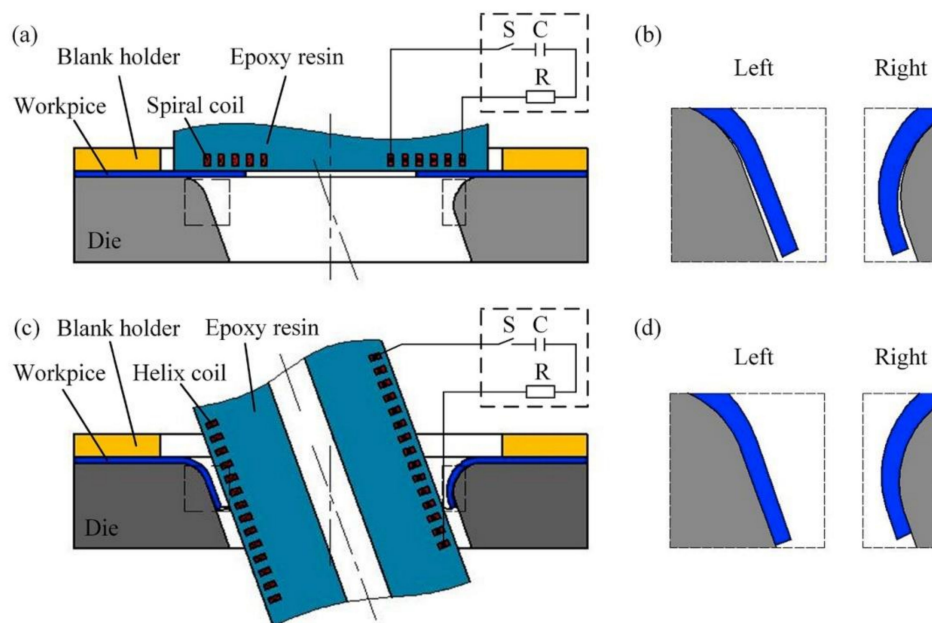 (a)
Blank holder
Epoxy resin
Workpice
Spiral coil
S C
R
Die
(b)
Left Right
(c)
Blank holder
Epoxy resin
Workpice
Helix coil
S C
R
Die
(d)
Left Right